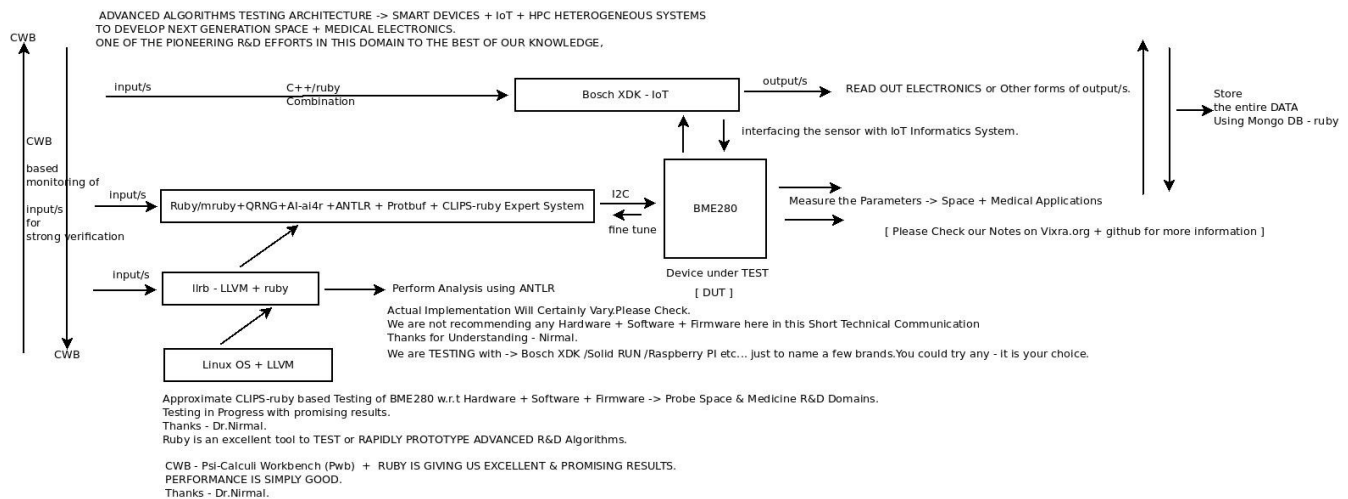 ADVANCED ALGORITHMS TESTING ARCHITECTURE -> SMART DEVICES + IoT + HPC HETEROGENEOUS SYSTEMS
TO DEVELOP NEXT GENERATION SPACE + MEDICAL ELECTRONICS.
ONE OF THE PIONEERING R&D EFFORTS IN THIS DOMAIN TO THE BEST OF OUR KNOWLEDGE,
CWB
input/s
C++/ruby
Combination
Bosch XDK - IoT
output/s
READ OUT ELECTRONICS or Other forms of output/s.
Store
the entire DATA
Using Mongo DB - ruby
interfacing the sensor with IoT Informatics System.
CWB
based
monitoring of
input/s
for
strong verification
input/s
Ruby/mruby+QRNG+AI-ai4r +ANTLR + Protbuf + CLIPS-ruby Expert System
I2C
fine tune
BME280
Measure the Parameters -> Space + Medical Applications
[ Please Check our Notes on Vixra.org + github for more information ]
Device under TEST
[ DUT ]
input/s
llrb - LLVM + ruby
Perform Analysis using ANTLR
Actual Implementation Will Certainly Vary.Please Check.
We are not recommending any Hardware + Software + Firmware here in this Short Technical Communication
Thanks for Understanding - Nirmal.
We are TESTING with -> Bosch XDK /Solid RUN /Raspberry PI etc... just to name a few brands.You could try any - it is your choice.
CWB
Linux OS + LLVM
Approximate CLIPS-ruby based Testing of BME280 w.r.t Hardware + Software + Firmware -> Probe Space & Medicine R&D Domains.
Testing in Progress with promising results.
Thanks - Dr.Nirmal.
Ruby is an excellent tool to TEST or RAPIDLY PROTOTYPE ADVANCED R&D Algorithms.
CWB - Psi-Calculi Workbench (Pwb) + RUBY IS GIVING US EXCELLENT & PROMISING RESULTS.
PERFORMANCE IS SIMPLY GOOD.
Thanks - Dr.Nirmal.